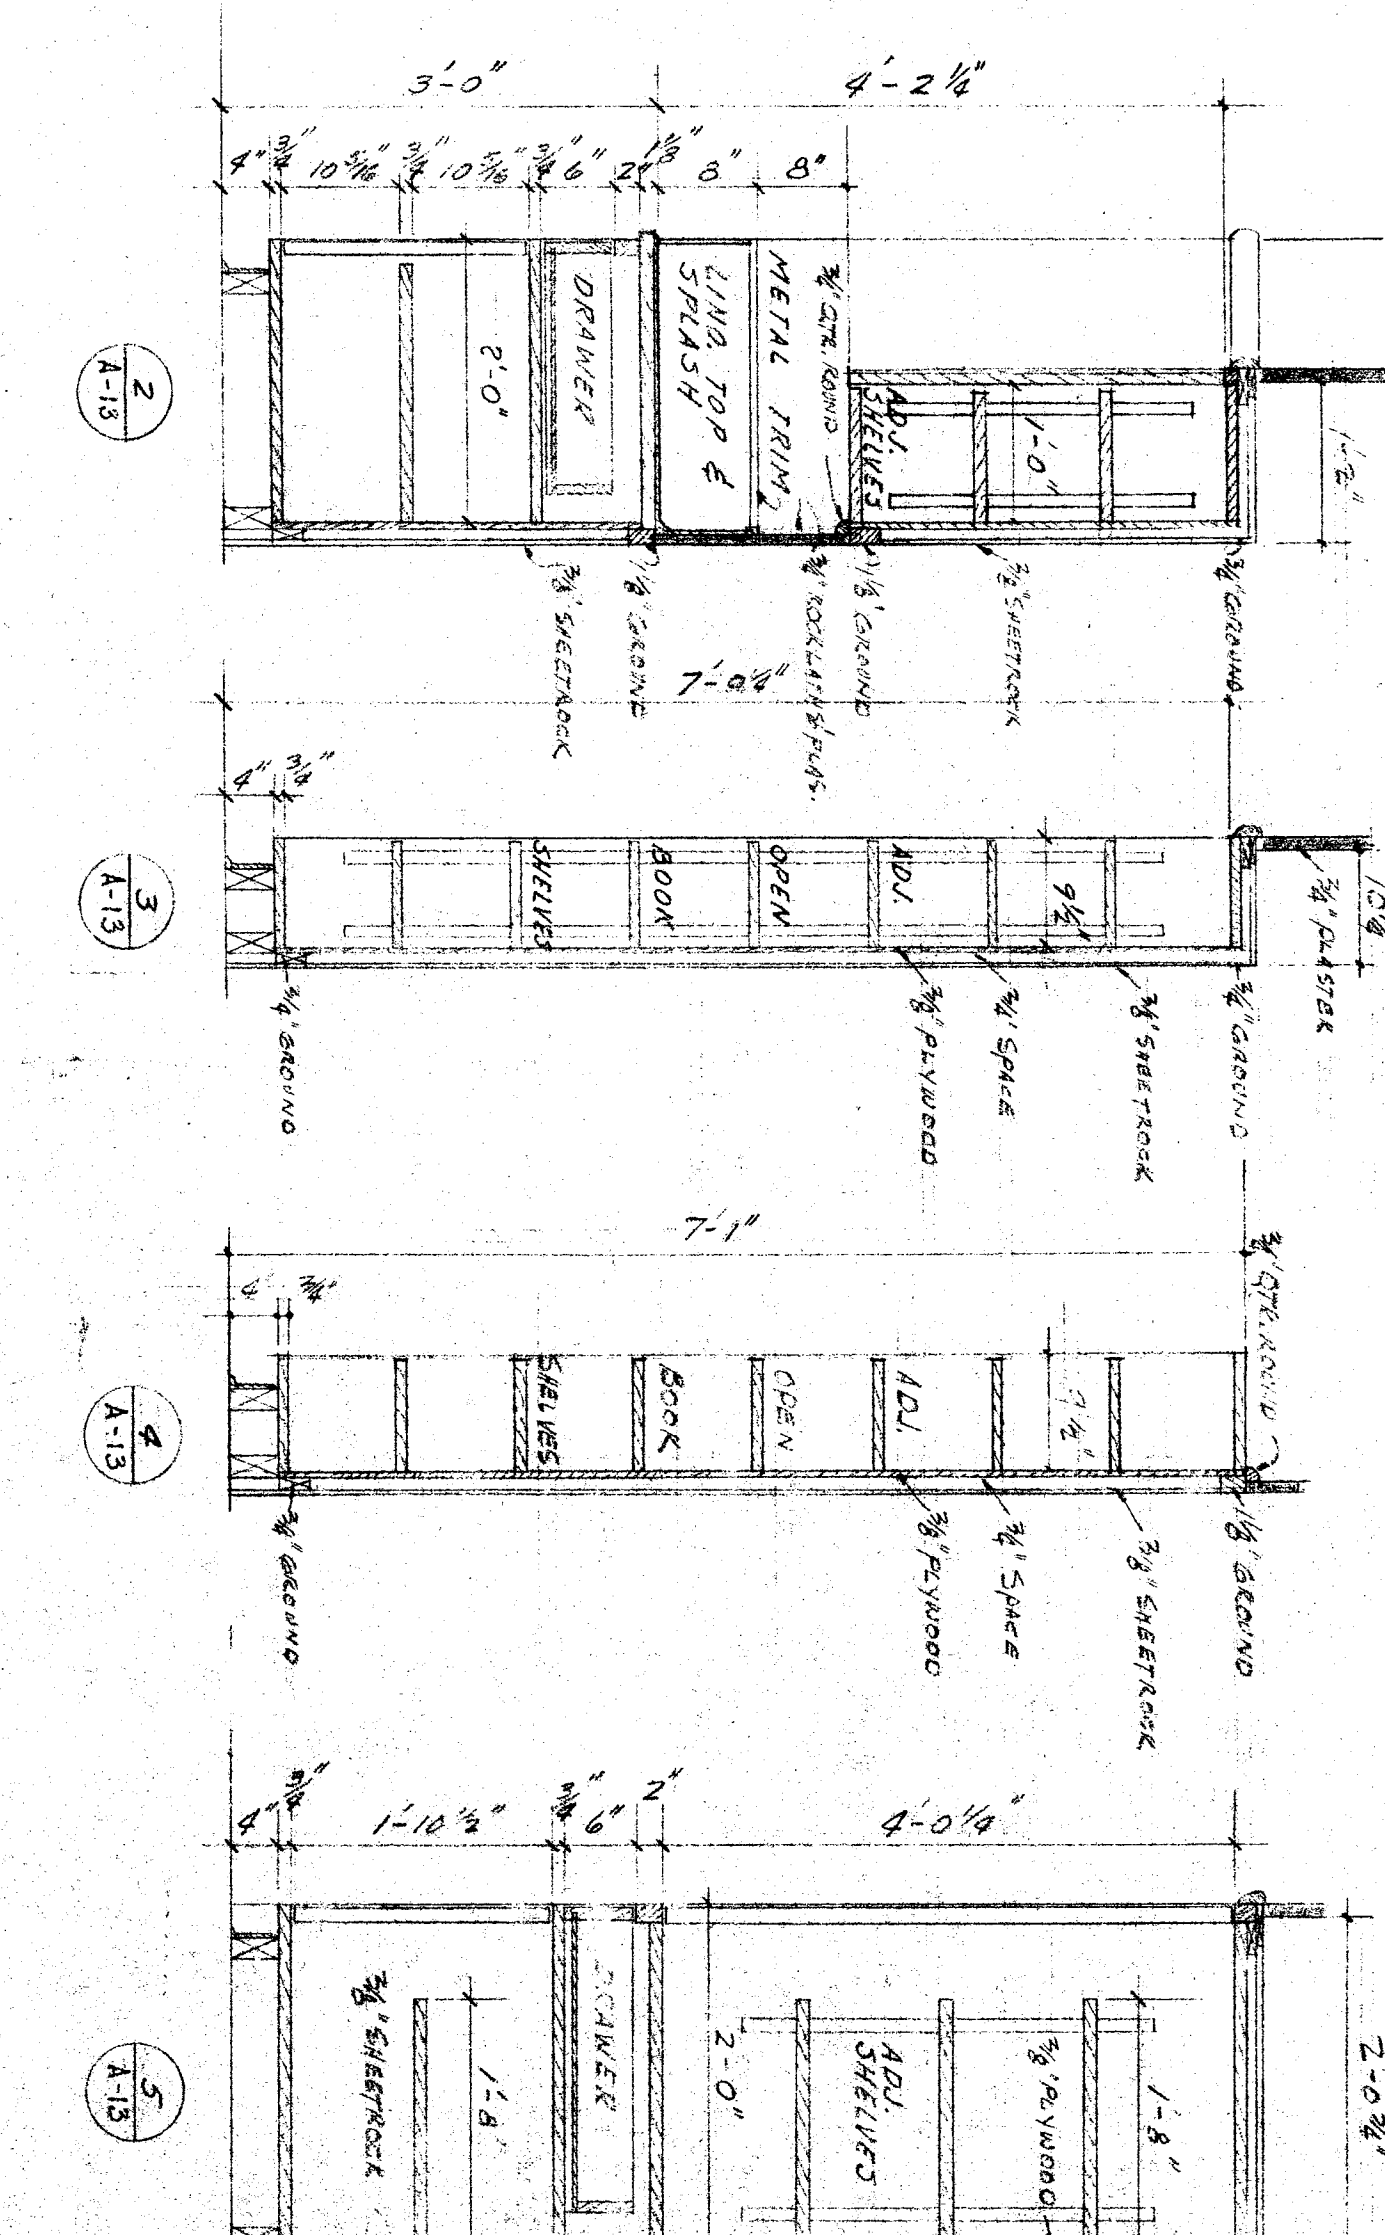 3'-0"
4'-2 1/4"
4"
3/4"
10 5/16"
3/4"
10 5/16"
3/4"
6"
2"
1 1/8"
8"
8"
2'-0"
DRAWER
LINO. TOP &
SPLASH
METAL TRIM
3/4" QTR. ROUND
ADJ.
SHELVES
1'-0"
1'-2"
3/8" SHEETROCK
1 1/8" GROUND
3/4" ROCKLATH & PLAS.
1 1/8" GROUND
3/8" SHEETROCK
3/4" GROUND
2
A-13
7'-0 1/4"
4"
3/4"
SHELVES
BOOK
OPEN
ADJ.
9 1/2"
10 1/4
3/4" PLASTER
3/4" GROUND
3/8" PLYWOOD
3/4" SPACE
3/8" SHEETROCK
3/4" GROUND
3
A-13
7'-1"
4"
3/4"
SHELVES
BOOK
OPEN
ADJ.
9 1/2"
3/4" QTR. ROUND
3/4" GROUND
3/8" PLYWOOD
3/4" SPACE
3/8" SHEETROCK
1 1/8" GROUND
4
A-13
4"
3/4"
1'-10 1/2"
3/4"
6"
2"
4'-0 1/4"
3/8" SHEETROCK
1'-8"
DRAWER
2'-0"
ADJ.
SHELVES
3/8" PLYWOOD
1'-8"
2'-0 3/4"
5
A-13